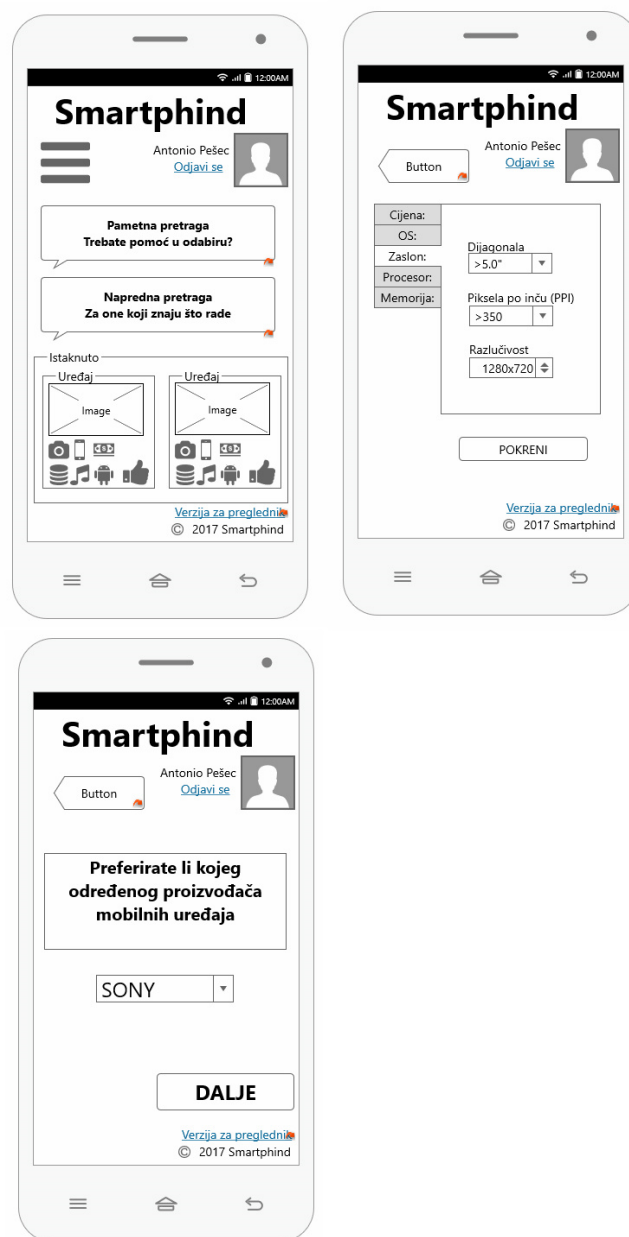 12:00AM
Smartphind
Antonio Pešec
Odjavi se
Pametna pretraga
Trebate pomoć u odabiru?
Napredna pretraga
Za one koji znaju što rade
Istaknuto
Uređaj
Image
Uređaj
Image
Verzija za preglednik
© 2017 Smartphind
12:00AM
Smartphind
Antonio Pešec
Odjavi se
Button
Cijena:
OS:
Zaslon:
Procesor:
Memorija:
Dijagonala
>5.0"
Piksela po inču (PPI)
>350
Razlučivost
1280x720
POKRENI
Verzija za preglednik
© 2017 Smartphind
12:00AM
Smartphind
Antonio Pešec
Odjavi se
Button
Preferirate li kojeg
određenog proizvođača
mobilnih uređaja
SONY
DALJE
Verzija za preglednik
© 2017 Smartphind